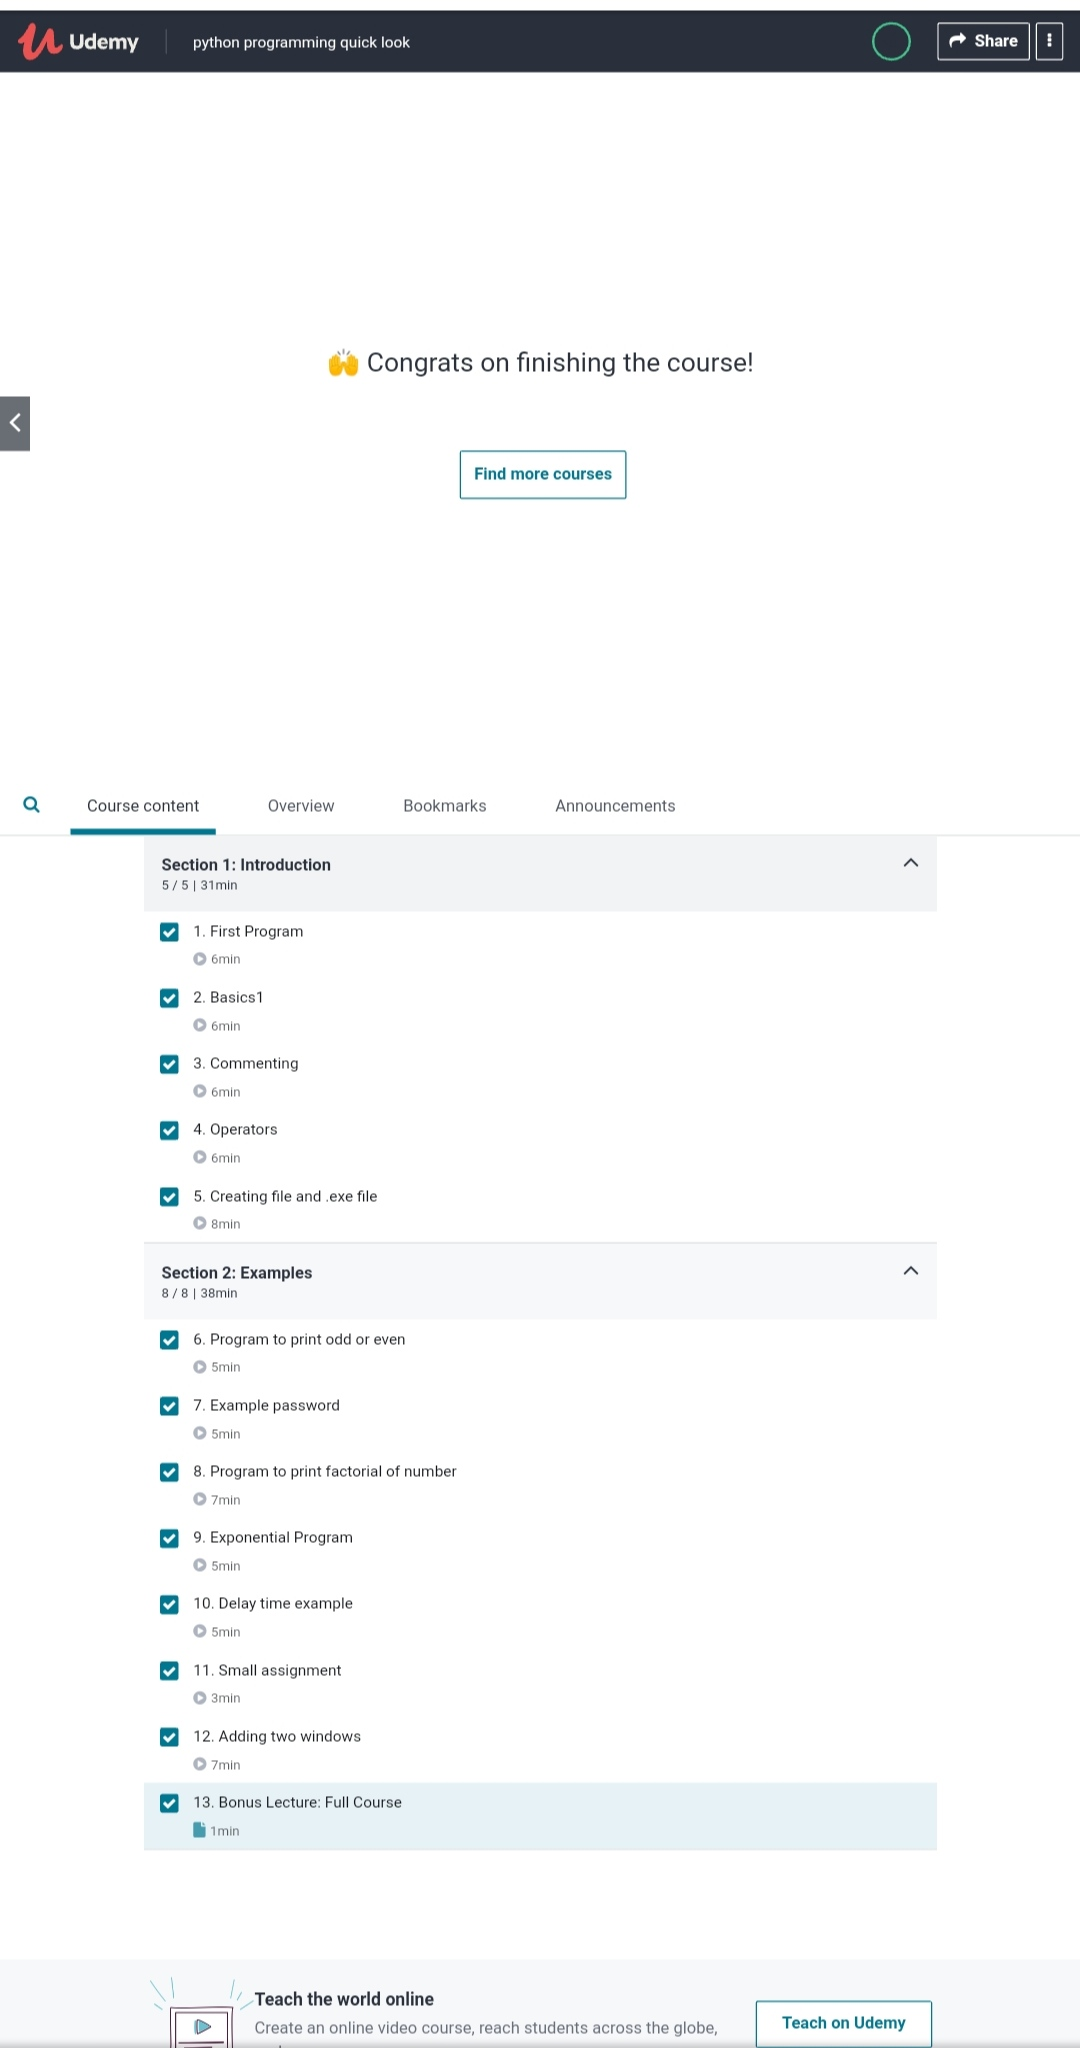 Udemy python programming quick look Share
Congrats on finishing the course!
Find more courses
Course content Overview Bookmarks Announcements
Section 1: Introduction
5 / 5 | 31min
1. First Program
6min
2. Basics1
6min
3. Commenting
6min
4. Operators
6min
5. Creating file and .exe file
8min
Section 2: Examples
8 / 8 | 38min
6. Program to print odd or even
5min
7. Example password
5min
8. Program to print factorial of number
7min
9. Exponential Program
5min
10. Delay time example
5min
11. Small assignment
3min
12. Adding two windows
7min
13. Bonus Lecture: Full Course
1min
Teach the world online
Create an online video course, reach students across the globe,
Teach on Udemy